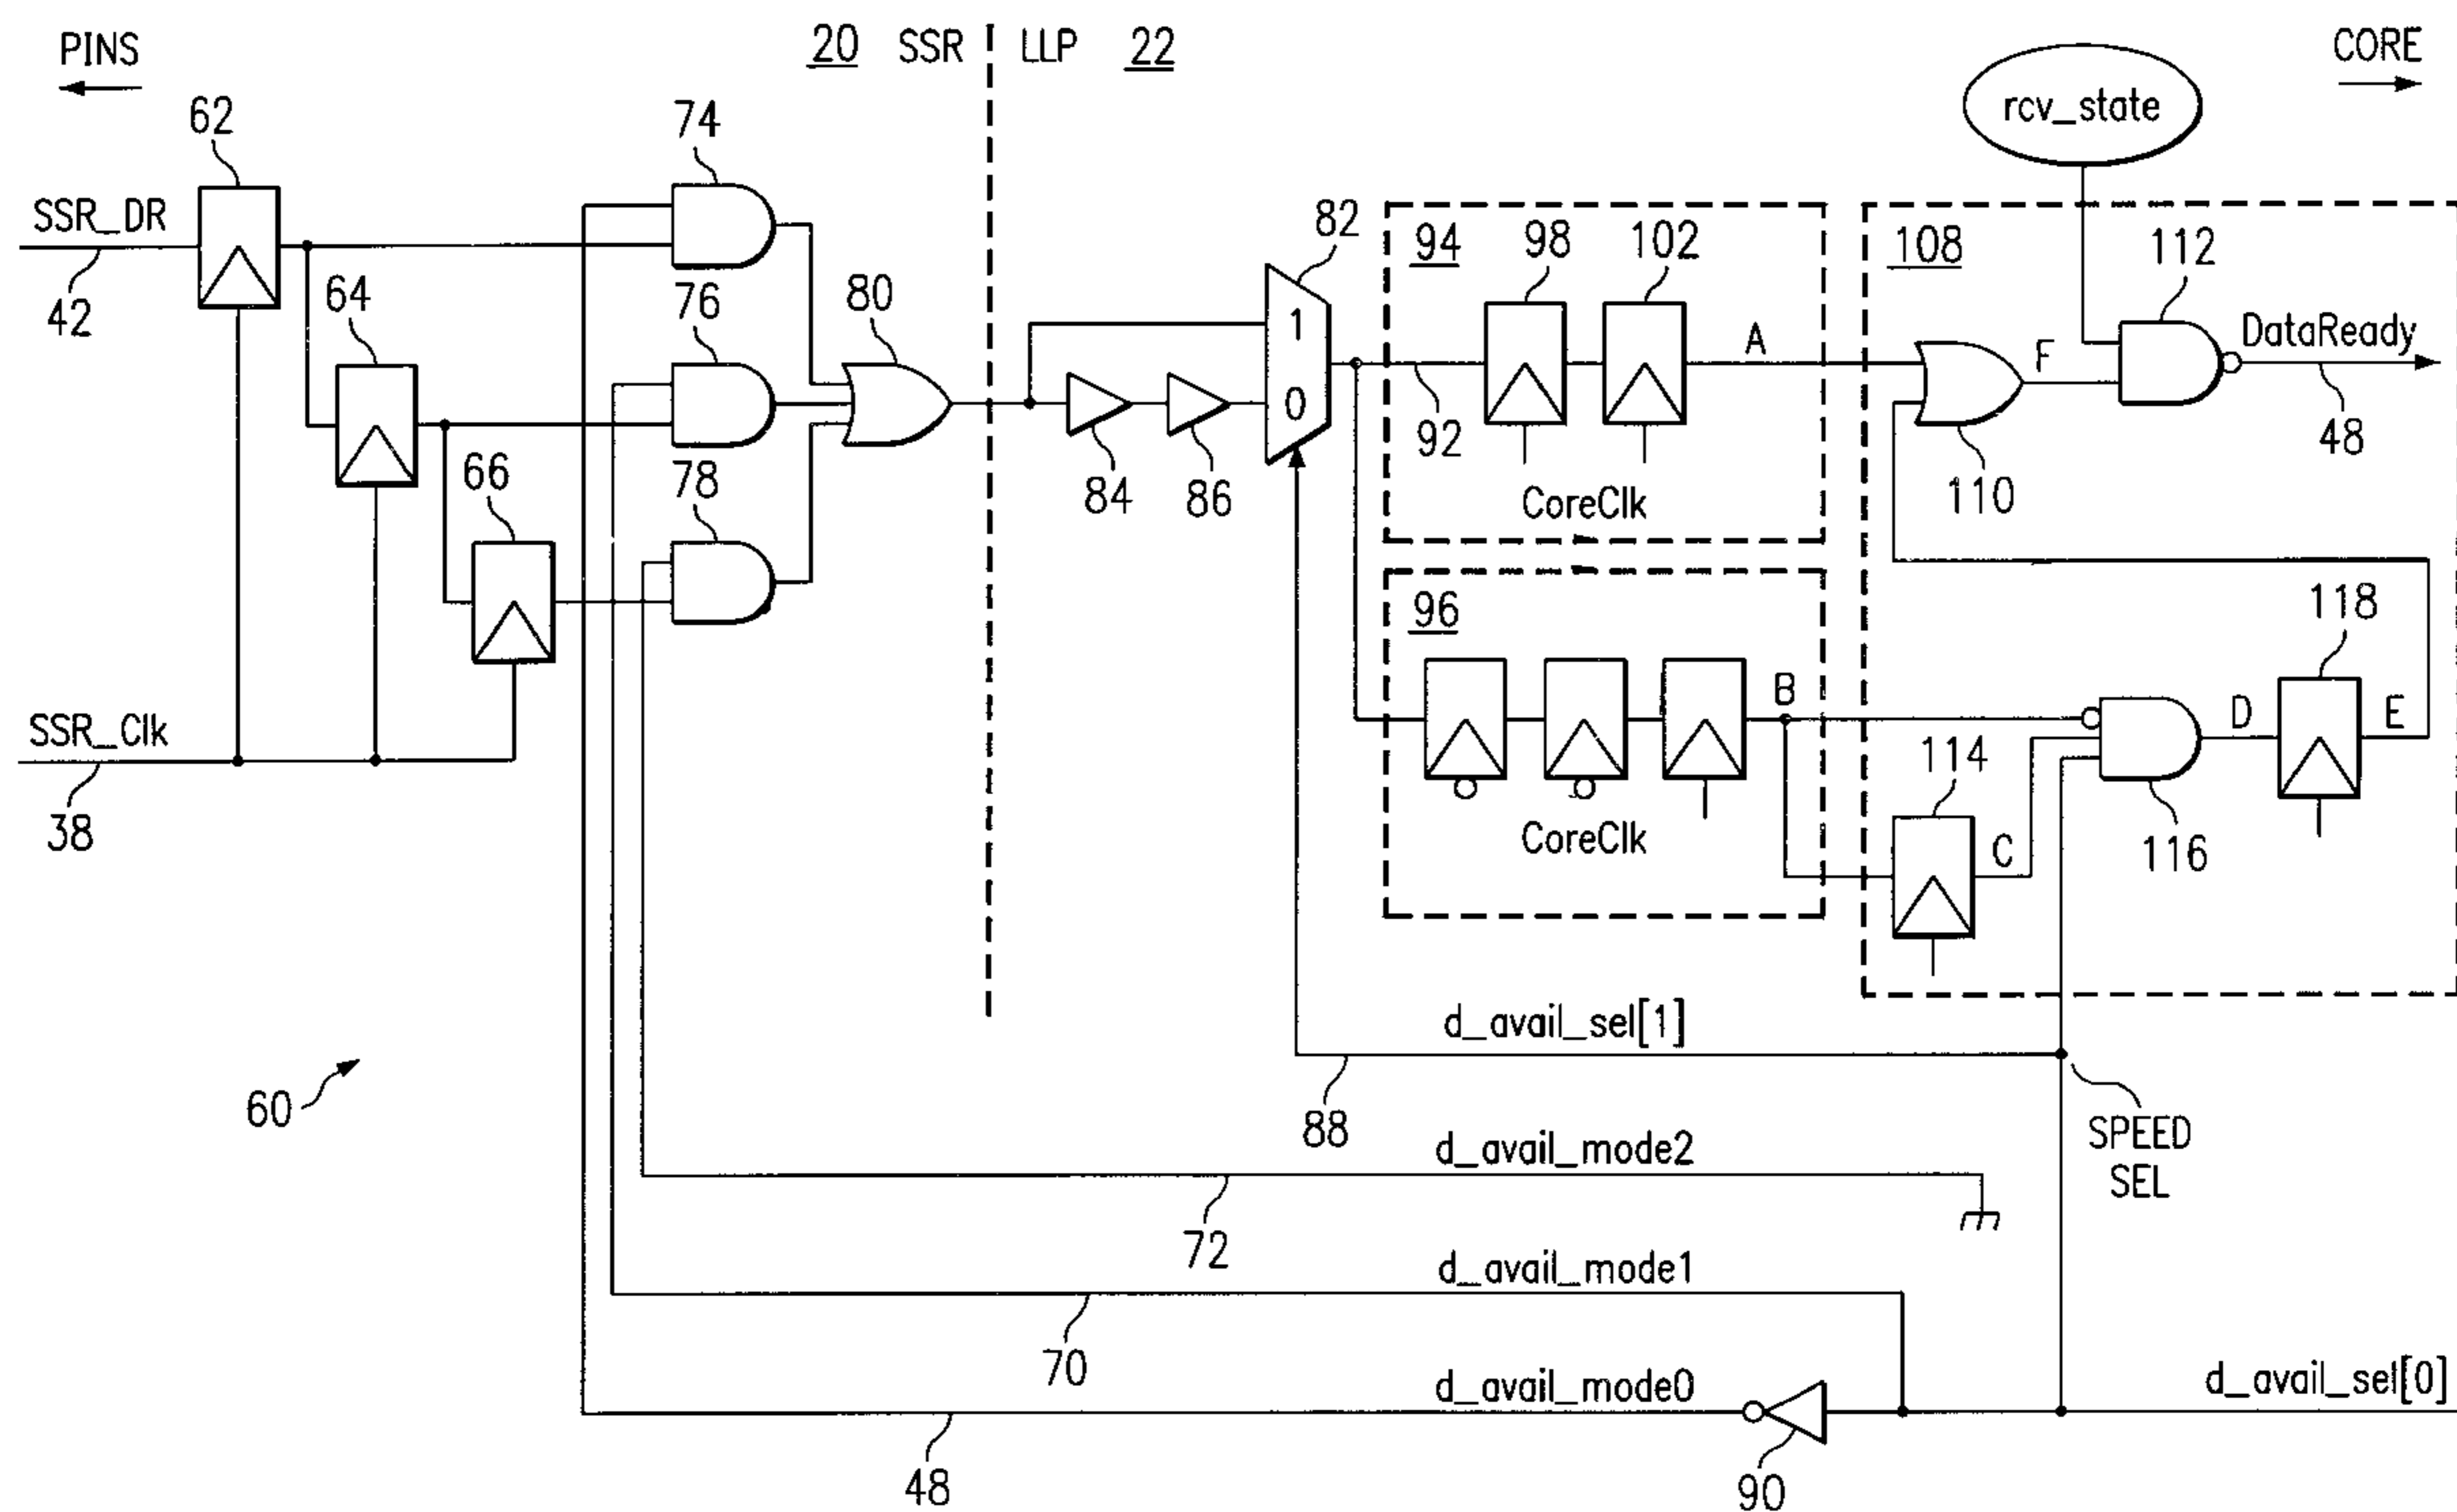 PINS
20 SSR
LLP 22
CORE
rcv_state
62
74
SSR_DR
42
64
76
80
82
94
98
102
108
112
DataReady
48
A
F
92
110
1
0
84
86
CoreClk
66
78
96
118
B
D
E
SSR_Clk
38
114
C
116
CoreClk
d_avail_sel[1]
88
SPEED
SEL
60
d_avail_mode2
72
d_avail_mode1
70
d_avail_mode0
d_avail_sel[0]
48
90